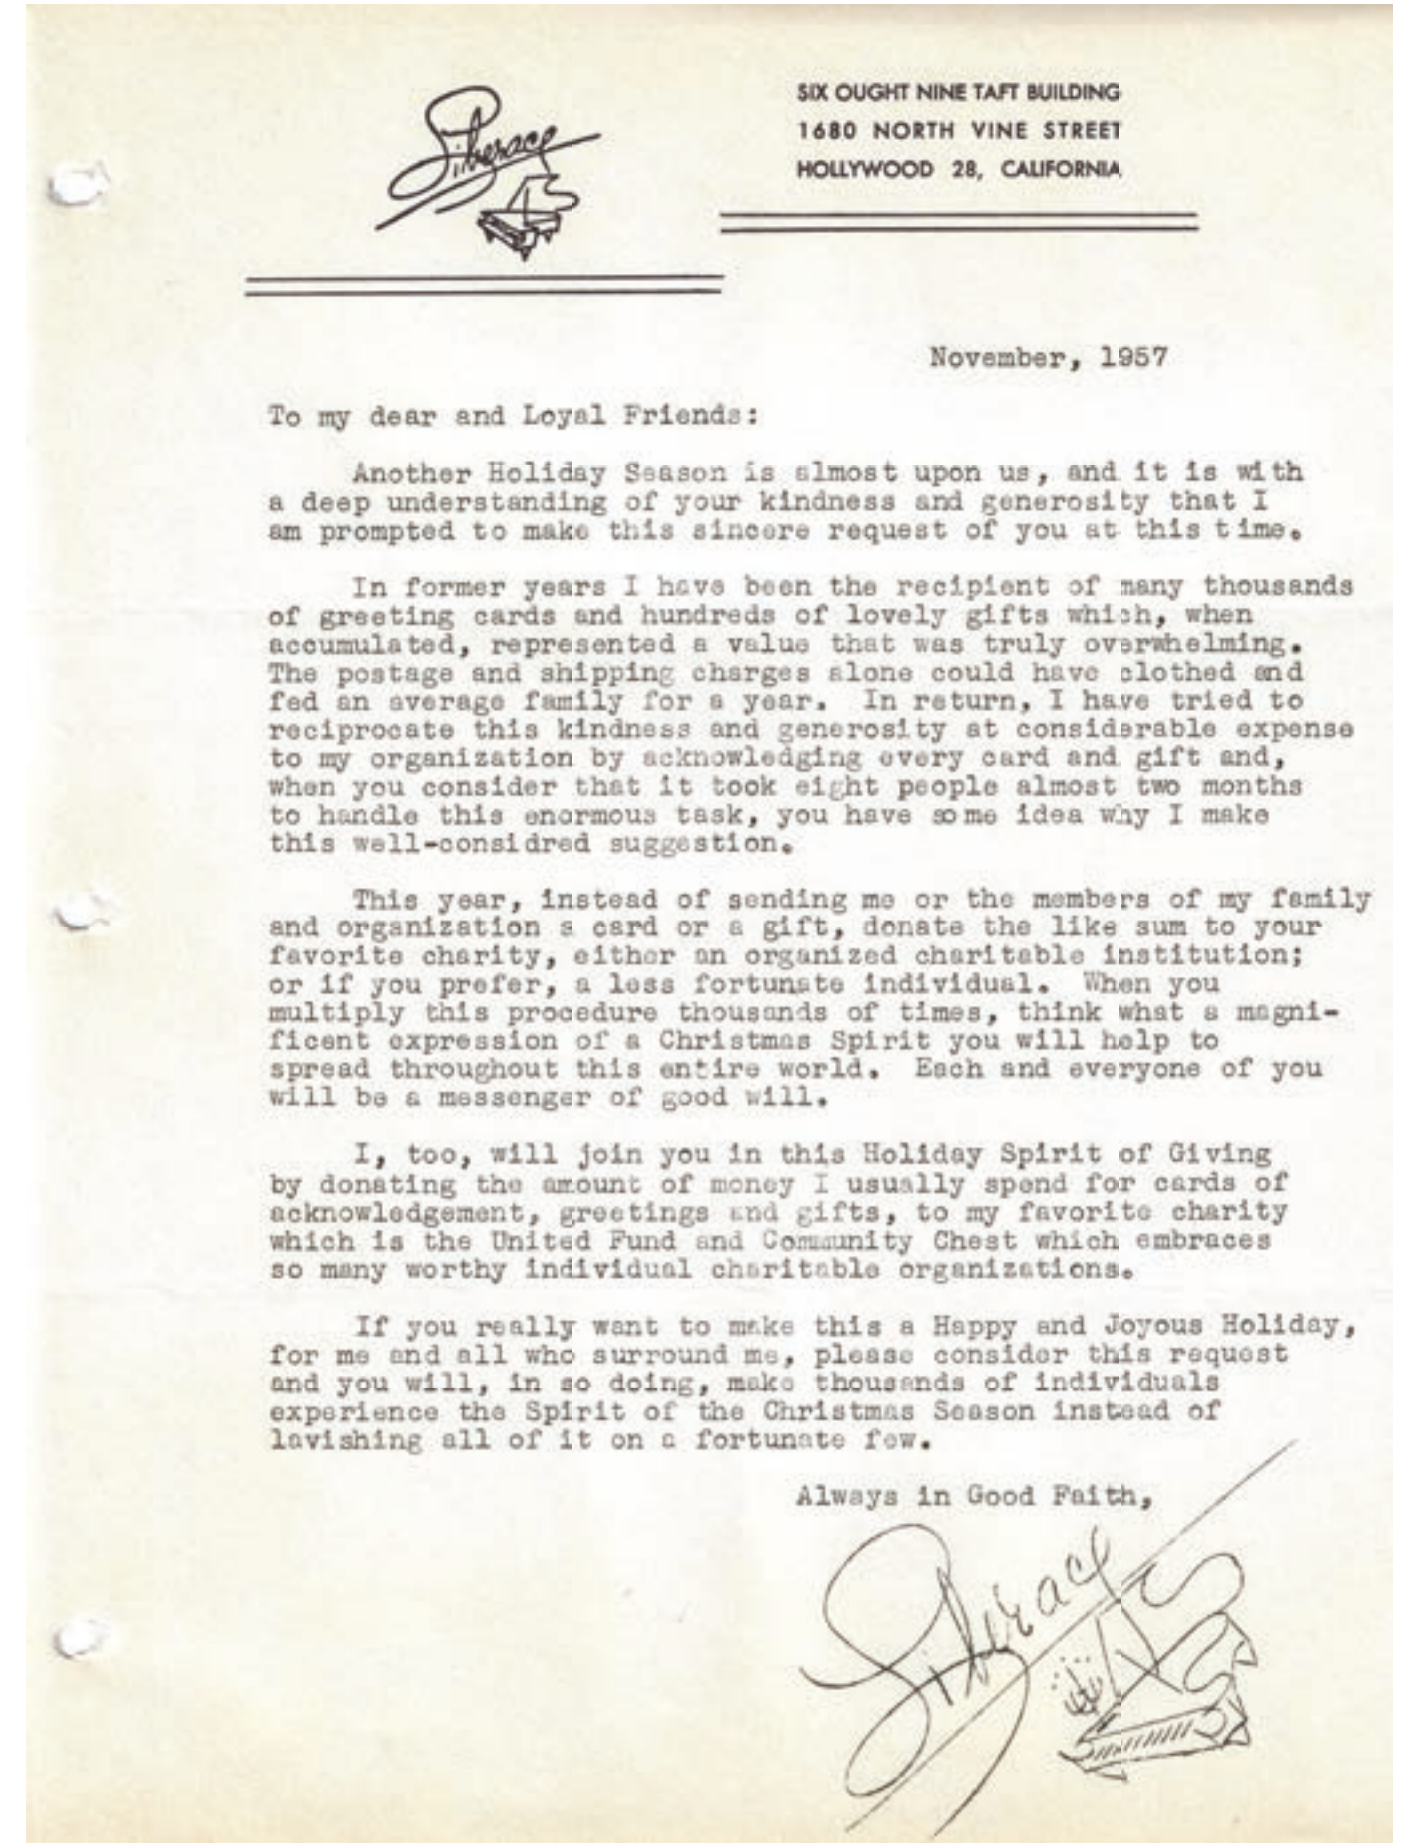 Liberace
SIX OUGHT NINE TAFT BUILDING
1680 NORTH VINE STREET
HOLLYWOOD 28, CALIFORNIA
November, 1957
To my dear and Loyal Friends:
Another Holiday Season is almost upon us, and it is with
a deep understanding of your kindness and generosity that I
am prompted to make this sincere request of you at this time.
In former years I have been the recipient of many thousands
of greeting cards and hundreds of lovely gifts which, when
accumulated, represented a value that was truly overwhelming.
The postage and shipping charges alone could have clothed and
fed an average family for a year. In return, I have tried to
reciprocate this kindness and generosity at considerable expense
to my organization by acknowledging every card and gift and,
when you consider that it took eight people almost two months
to handle this enormous task, you have some idea why I make
this well-considred suggestion.
This year, instead of sending me or the members of my family
and organization a card or a gift, donate the like sum to your
favorite charity, either an organized charitable institution;
or if you prefer, a less fortunate individual. When you
multiply this procedure thousands of times, think what a magni-
ficent expression of a Christmas Spirit you will help to
spread throughout this entire world. Each and everyone of you
will be a messenger of good will.
I, too, will join you in this Holiday Spirit of Giving
by donating the amount of money I usually spend for cards of
acknowledgement, greetings and gifts, to my favorite charity
which is the United Fund and Community Chest which embraces
so many worthy individual charitable organizations.
If you really want to make this a Happy and Joyous Holiday,
for me and all who surround me, please consider this request
and you will, in so doing, make thousands of individuals
experience the Spirit of the Christmas Season instead of
lavishing all of it on a fortunate few.
Always in Good Faith,
Liberace